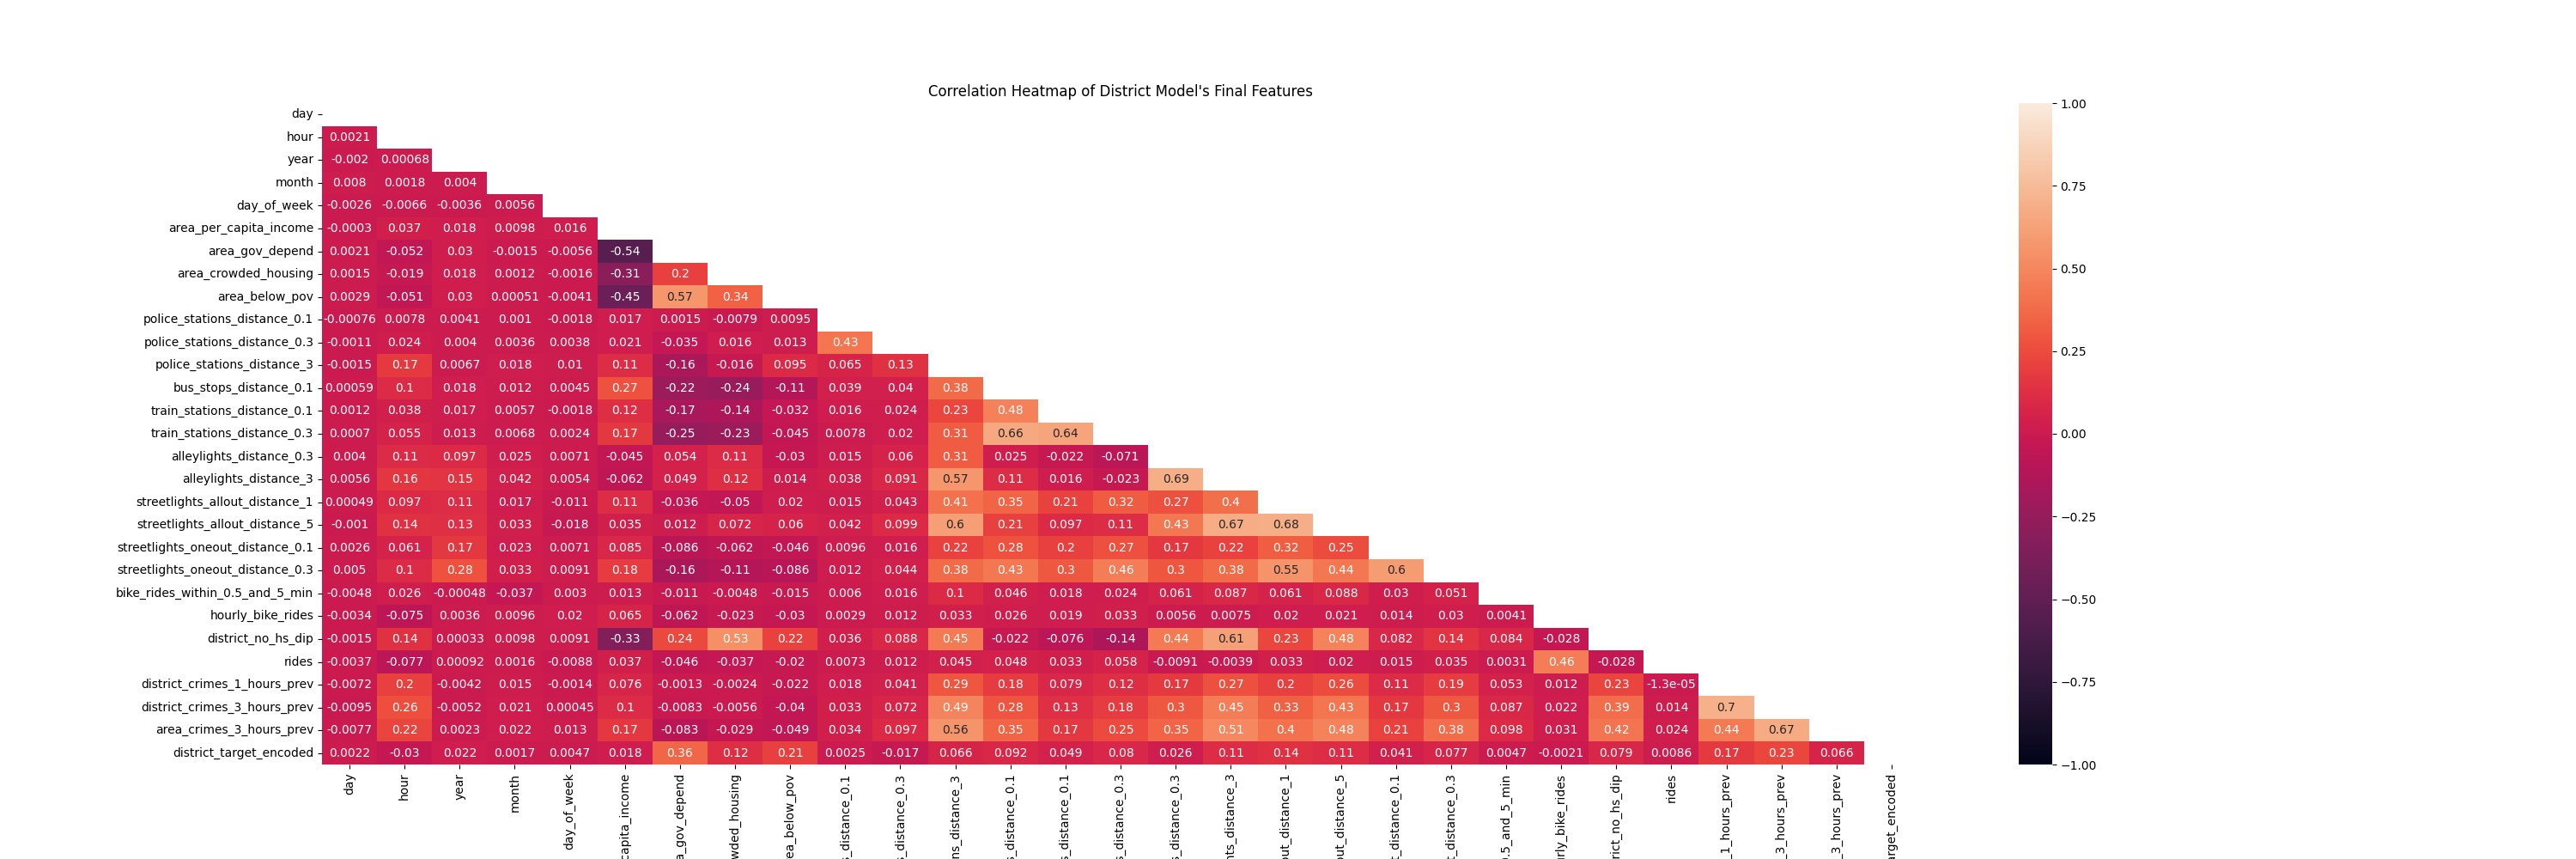 Correlation Heatmap of District Model's Final Features
day
hour 0.0021
year -0.002 0.00068
month 0.008 0.0018 0.004
day_of_week -0.0026 -0.0066 -0.0036 0.0056
area_per_capita_income -0.0003 0.037 0.018 0.0098 0.016
area_gov_depend 0.0021 -0.052 0.03 -0.0015 -0.0056 -0.54
area_crowded_housing 0.0015 -0.019 0.018 0.0012 -0.0016 -0.31 0.2
area_below_pov 0.0029 -0.051 0.03 0.00051 -0.0041 -0.45 0.57 0.34
police_stations_distance_0.1 -0.00076 0.0078 0.0041 0.001 -0.0018 0.017 0.0015 -0.0079 0.0095
police_stations_distance_0.3 -0.0011 0.024 0.004 0.0036 0.0038 0.021 -0.035 0.016 0.013 0.43
police_stations_distance_3 -0.0015 0.17 0.0067 0.018 0.01 0.11 -0.16 -0.016 0.095 0.065 0.13
bus_stops_distance_0.1 0.00059 0.1 0.018 0.012 0.0045 0.27 -0.22 -0.24 -0.11 0.039 0.04 0.38
train_stations_distance_0.1 0.0012 0.038 0.017 0.0057 -0.0018 0.12 -0.17 -0.14 -0.032 0.016 0.024 0.23 0.48
train_stations_distance_0.3 0.0007 0.055 0.013 0.0068 0.0024 0.17 -0.25 -0.23 -0.045 0.0078 0.02 0.31 0.66 0.64
alleylights_distance_0.3 0.004 0.11 0.097 0.025 0.0071 -0.045 0.054 0.11 -0.03 0.015 0.06 0.31 0.025 -0.022 -0.071
alleylights_distance_3 0.0056 0.16 0.15 0.042 0.0054 -0.062 0.049 0.12 0.014 0.038 0.091 0.57 0.11 0.016 -0.023 0.69
streetlights_allout_distance_1 0.00049 0.097 0.11 0.017 -0.011 0.11 -0.036 -0.05 0.02 0.015 0.043 0.41 0.35 0.21 0.32 0.27 0.4
streetlights_allout_distance_5 -0.001 0.14 0.13 0.033 -0.018 0.035 0.012 0.072 0.06 0.042 0.099 0.6 0.21 0.097 0.11 0.43 0.67 0.68
streetlights_oneout_distance_0.1 0.0026 0.061 0.17 0.023 0.0071 0.085 -0.086 -0.062 -0.046 0.0096 0.016 0.22 0.28 0.2 0.27 0.17 0.22 0.32 0.25
streetlights_oneout_distance_0.3 0.005 0.1 0.28 0.033 0.0091 0.18 -0.16 -0.11 -0.086 0.012 0.044 0.38 0.43 0.3 0.46 0.3 0.38 0.55 0.44 0.6
bike_rides_within_0.5_and_5_min -0.0048 0.026 -0.00048 -0.037 0.003 0.013 -0.011 -0.0048 -0.015 0.006 0.016 0.1 0.046 0.018 0.024 0.061 0.087 0.061 0.088 0.03 0.051
hourly_bike_rides -0.0034 -0.075 0.0036 0.0096 0.02 0.065 -0.062 -0.023 -0.03 0.0029 0.012 0.033 0.026 0.019 0.033 0.0056 0.0075 0.02 0.021 0.014 0.03 0.0041
district_no_hs_dip -0.0015 0.14 0.00033 0.0098 0.0091 -0.33 0.24 0.53 0.22 0.036 0.088 0.45 -0.022 -0.076 -0.14 0.44 0.61 0.23 0.48 0.082 0.14 0.084 -0.028
rides -0.0037 -0.077 0.00092 0.0016 -0.0088 0.037 -0.046 -0.037 -0.02 0.0073 0.012 0.045 0.048 0.033 0.058 -0.0091 -0.0039 0.033 0.02 0.015 0.035 0.0031 0.46 -0.028
district_crimes_1_hours_prev -0.0072 0.2 -0.0042 0.015 -0.0014 0.076 -0.0013 -0.0024 -0.022 0.018 0.041 0.29 0.18 0.079 0.12 0.17 0.27 0.2 0.26 0.11 0.19 0.053 0.012 0.23 -1.3e-05
district_crimes_3_hours_prev -0.0095 0.26 -0.0052 0.021 0.00045 0.1 -0.0083 -0.0056 -0.04 0.033 0.072 0.49 0.28 0.13 0.18 0.3 0.45 0.33 0.43 0.17 0.3 0.087 0.022 0.39 0.014 0.7
area_crimes_3_hours_prev -0.0077 0.22 0.0023 0.022 0.013 0.17 -0.083 -0.029 -0.049 0.034 0.097 0.56 0.35 0.17 0.25 0.35 0.51 0.4 0.48 0.21 0.38 0.098 0.031 0.42 0.024 0.44 0.67
district_target_encoded 0.0022 -0.03 0.022 0.0017 0.0047 0.018 0.36 0.12 0.21 0.0025 -0.017 0.066 0.092 0.049 0.08 0.026 0.11 0.14 0.11 0.041 0.077 0.0047 -0.0021 0.079 0.0086 0.17 0.23 0.066
day
hour
year
month
day_of_week
capita_income
a_gov_depend
wded_housing
rea_below_pov
s_distance_0.1
s_distance_0.3
ns_distance_3
s_distance_0.1
s_distance_0.1
s_distance_0.3
s_distance_0.3
hts_distance_3
out_distance_1
out_distance_5
t_distance_0.1
t_distance_0.3
0.5_and_5_min
urly_bike_rides
rict_no_hs_dip
rides
_1_hours_prev
_3_hours_prev
_3_hours_prev
arget_encoded
1.00
0.75
0.50
0.25
0.00
−0.25
−0.50
−0.75
−1.00